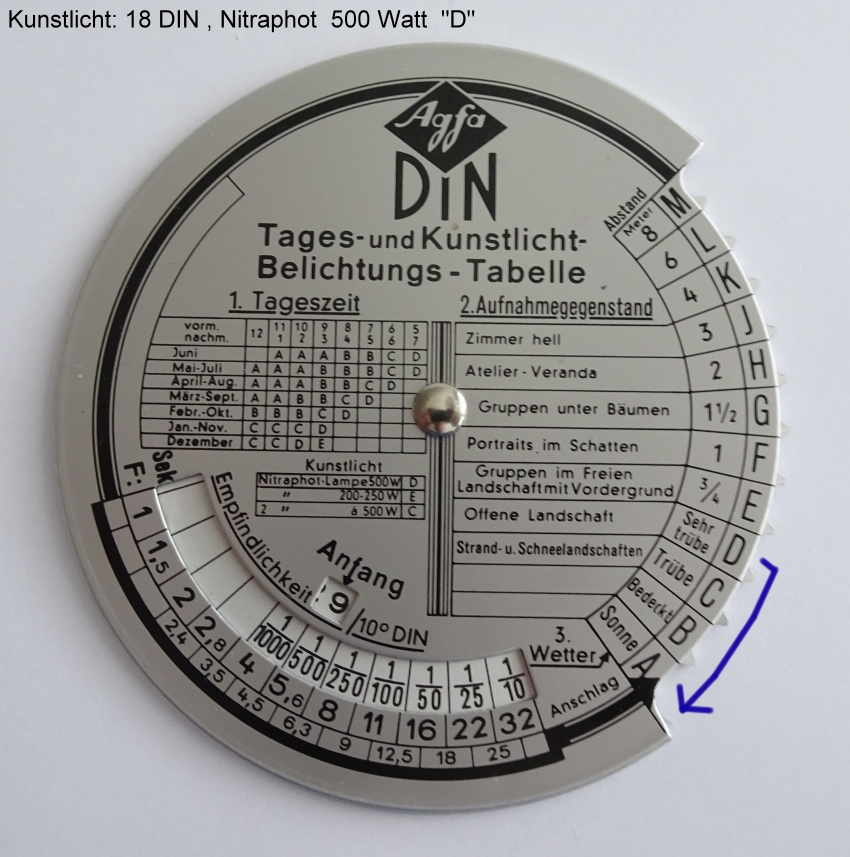 Kunstlicht: 18 DIN , Nitraphot 500 Watt "D"
Agfa
DIN
Tages- und Kunstlicht-
Belichtungs - Tabelle
1. Tageszeit
vorm. 12 11 10 9 8 7 6 5
nachm. 1 2 3 4 5 6 7
Juni A A A B B C D
Mai-Juli A A A A B B C D
April-Aug. A A A B B C D
März-Sept. A A B B C D
Febr.-Okt. B B B C D
Jan.-Nov. C C C D
Dezember C C D E
2. Aufnahmegegenstand
Zimmer hell
Atelier - Veranda
Gruppen unter Bäumen
Portraits im Schatten
Gruppen im Freien
Landschaft mit Vordergrund
Offene Landschaft
Strand- u. Schneelandschaften
Kunstlicht
Nitraphot-Lampe 500 W D
" 200-250 W E
2 " à 500 W C
Abstand
Meter
8 M
6 L
4 K
3 J
2 H
1½ G
1 F
¾ E
Sehr trübe D
Trübe C
Bedeckt B
Sonne A
3.
Wetter
Anschlag
Empfindlichkeit
Anfang
9 /10° DIN
Sek.
1/1000 1/500 1/250 1/100 1/50 1/25 1/10
F: 1 1,5 2 2,8 4 5,6 8 11 16 22 32
2,4 3,5 4,5 6,3 9 12,5 18 25